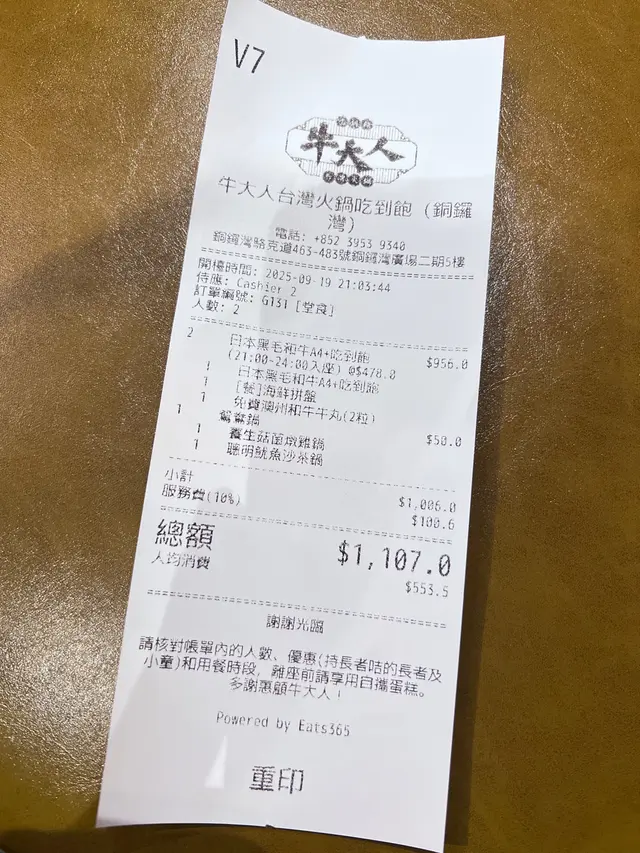 V7
牛大人
牛大人台灣火鍋吃到飽 (銅鑼
灣)
電話: +852 3953 9340
銅鑼灣駱克道463-483號銅鑼灣廣場二期5樓
開檯時間: 2025-09-19 21:03:44
侍應: Cashier 2
訂單編號: G131 [堂食]
人數: 2
2 日本黑毛和牛A4+吃到飽 $956.0
(21:00-24:00入座) @$478.0
1 日本黑毛和牛A4+吃到飽
1 [餐]海鮮拼盤
1 免費澳州和牛牛丸(2粒)
1 鴛鴦鍋 $50.0
1 養生菇菌燉雞鍋
1 聰明魷魚沙茶鍋
小計 $1,006.0
服務費(10%) $100.6
總額 $1,107.0
人均消費 $553.5
謝謝光臨
請核對帳單內的人數、優惠(持長者咭的長者及
小童)和用餐時段, 離座前請享用自攜蛋糕。
多謝惠顧牛大人！
Powered by Eats365
重印